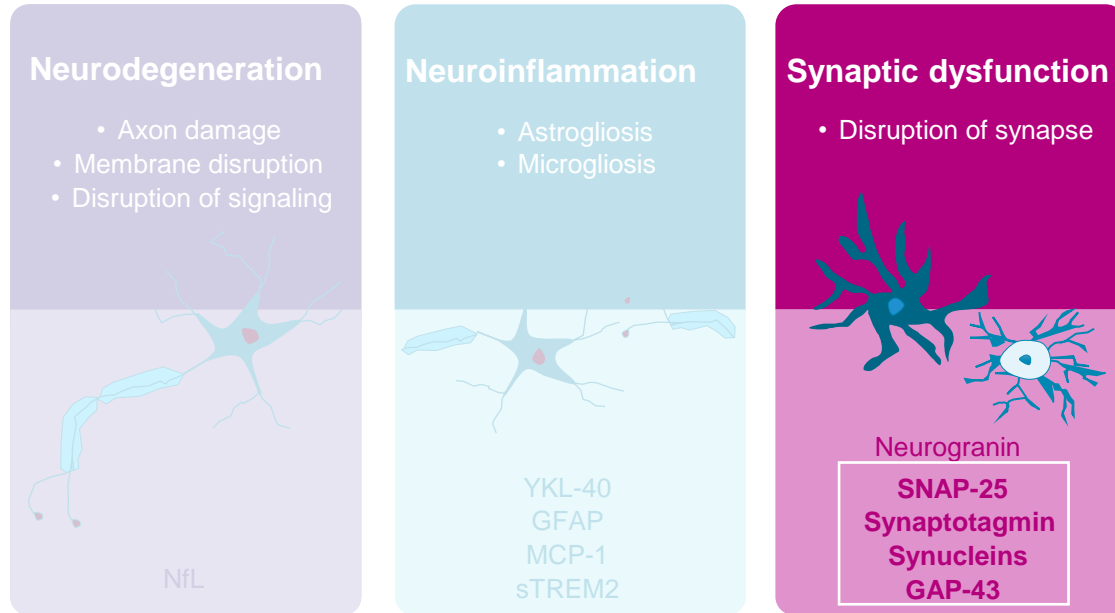 Neurodegeneration
• Axon damage
• Membrane disruption
• Disruption of signaling
NfL
Neuroinflammation
• Astrogliosis
• Microgliosis
YKL-40
GFAP
MCP-1
sTREM2
Synaptic dysfunction
• Disruption of synapse
Neurogranin
SNAP-25
Synaptotagmin
Synucleins
GAP-43